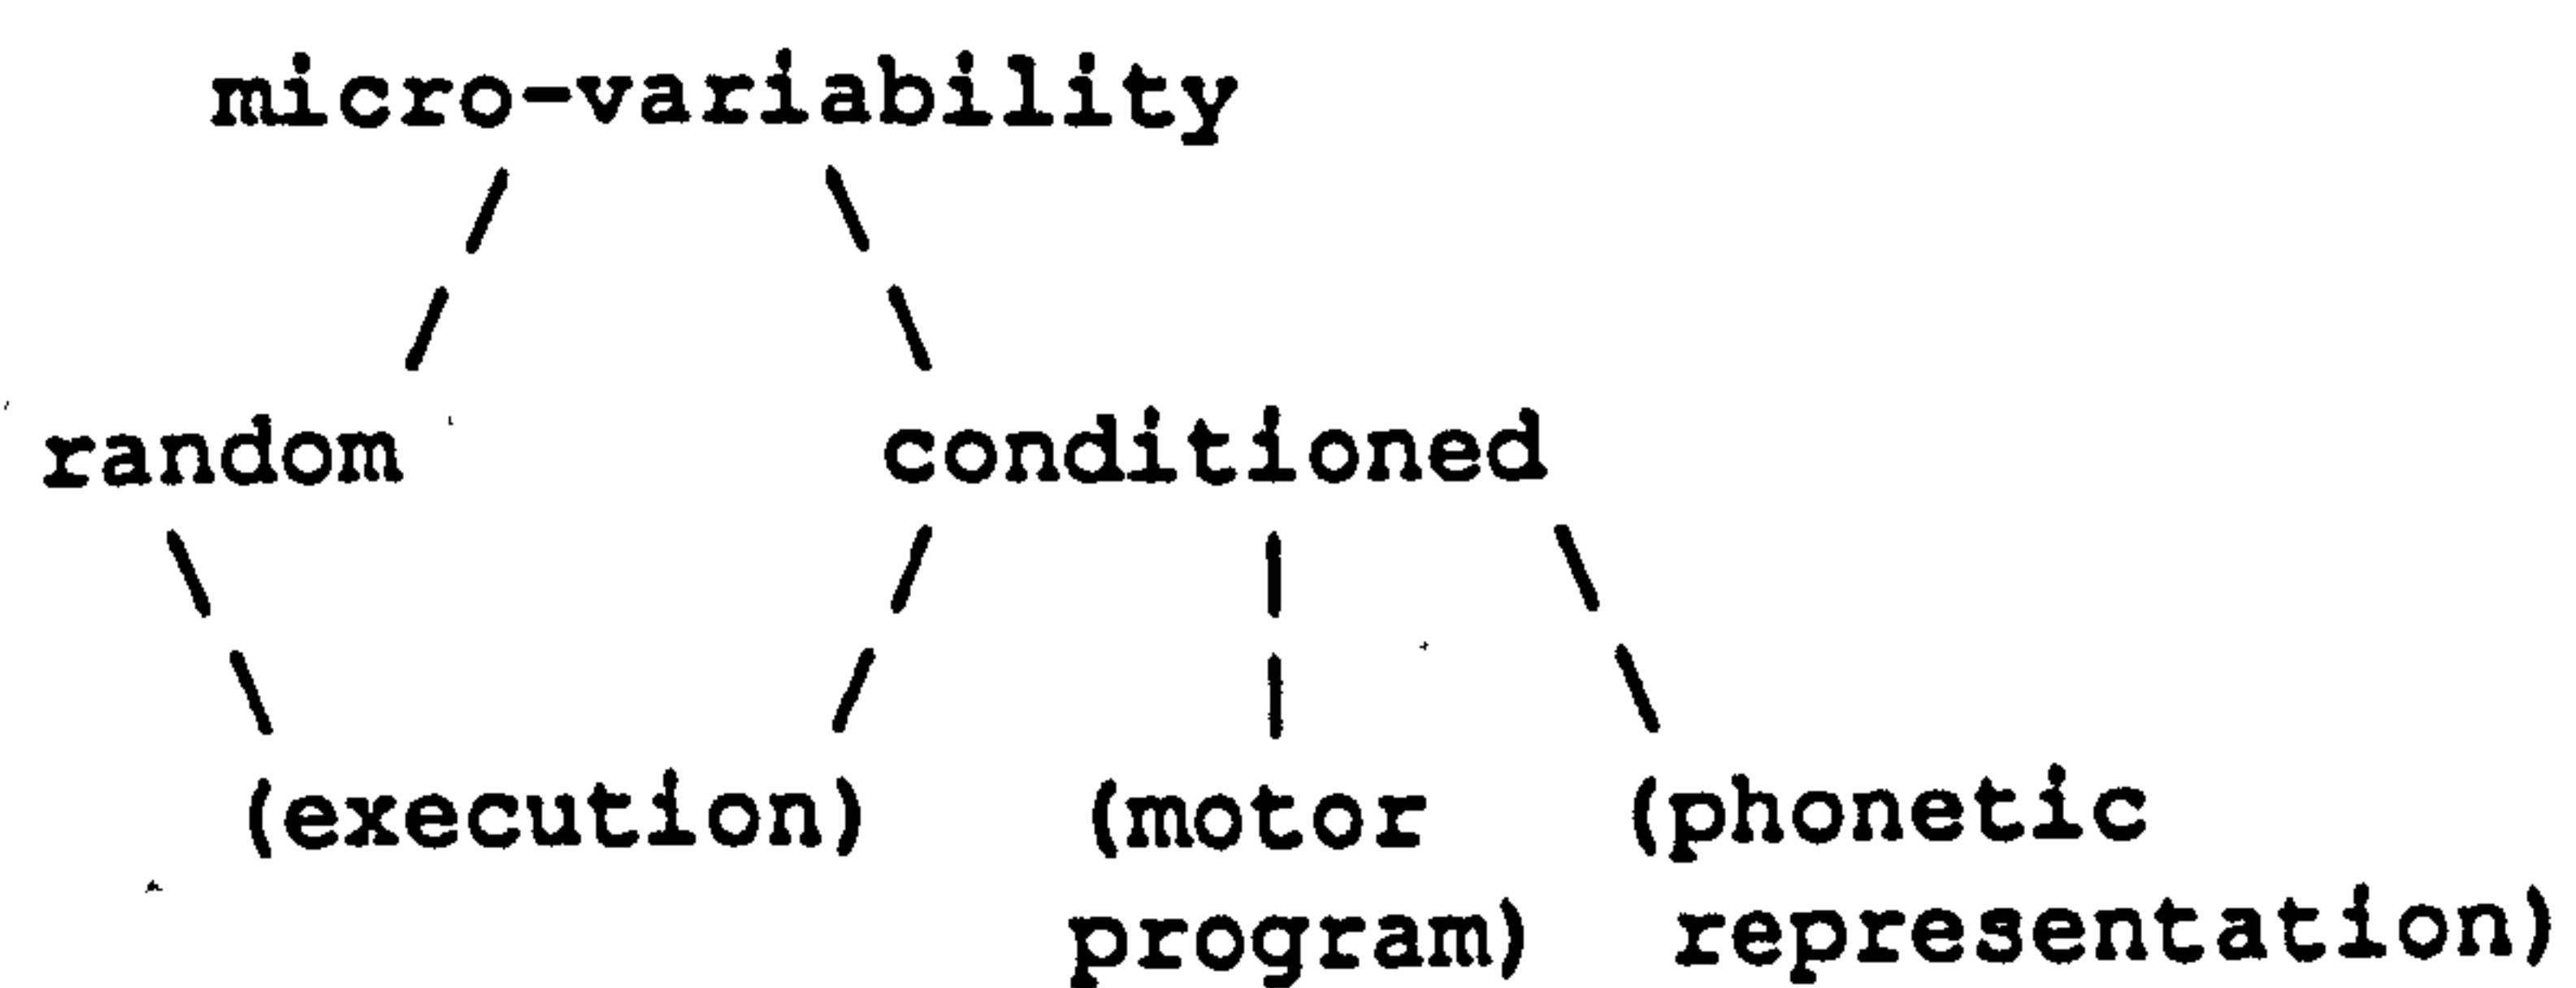 micro-variability
random conditioned
(execution) (motor (phonetic
program) representation)